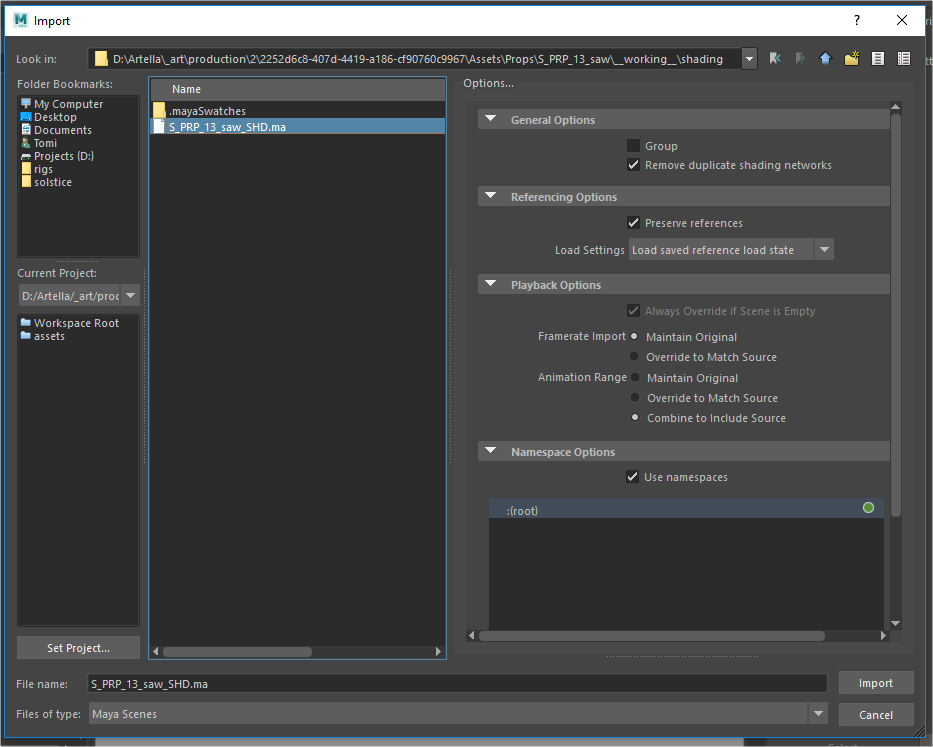 M Import ?
Look in: D:\Artella\_art\production\2\2252d6c8-407d-4419-a186-cf90760c9967\Assets\Props\S_PRP_13_saw\__working__\shading
Folder Bookmarks:
My Computer
Desktop
Documents
Tomi
Projects (D:)
rigs
solstice
Current Project:
D:/Artella/_art/proc
Workspace Root
assets
Set Project...
Name
.mayaSwatches
S_PRP_13_saw_SHD.ma
Options...
General Options
Group
Remove duplicate shading networks
Referencing Options
Preserve references
Load Settings Load saved reference load state
Playback Options
Always Override if Scene is Empty
Framerate Import Maintain Original
Override to Match Source
Animation Range Maintain Original
Override to Match Source
Combine to Include Source
Namespace Options
Use namespaces
:(root)
File name: S_PRP_13_saw_SHD.ma Import
Files of type: Maya Scenes Cancel